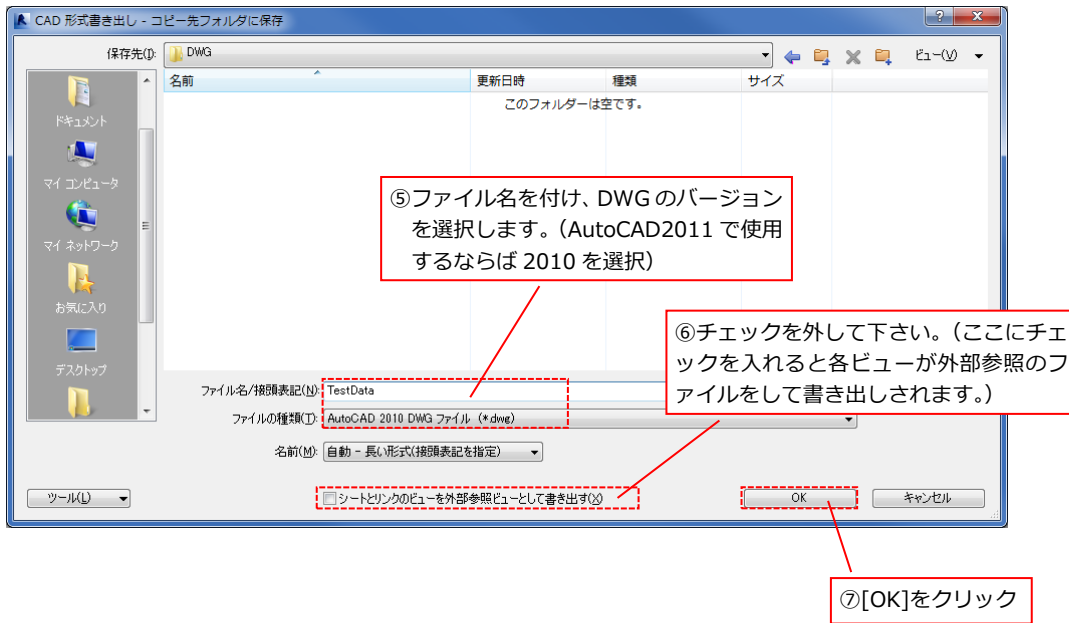 CAD 形式書き出し - コピー先フォルダに保存
保存先(I):
DWG
ビュー(V)
名前
更新日時
種類
サイズ
このフォルダーは空です。
ドキュメント
マイ コンピュータ
マイ ネットワーク
お気に入り
デスクトップ
⑤ファイル名を付け、DWG のバージョン
を選択します。（AutoCAD2011 で使用
するならば 2010 を選択）
⑥チェックを外して下さい。（ここにチェ
ックを入れると各ビューが外部参照のフ
ァイルをして書き出しされます。）
ファイル名/接頭表記(N):
TestData
ファイルの種類(T):
AutoCAD 2010 DWG ファイル (*.dwg)
名前(M):
自動 - 長い形式(接頭表記を指定)
ツール(L)
シートとリンクのビューを外部参照ビューとして書き出す(X)
OK
キャンセル
⑦[OK]をクリック